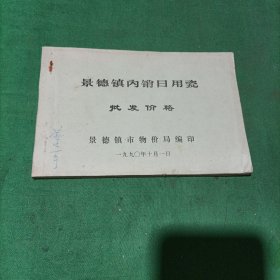 景德镇内销日用瓷
批发价格
景德镇市物价局编印
一九九〇年十月一日